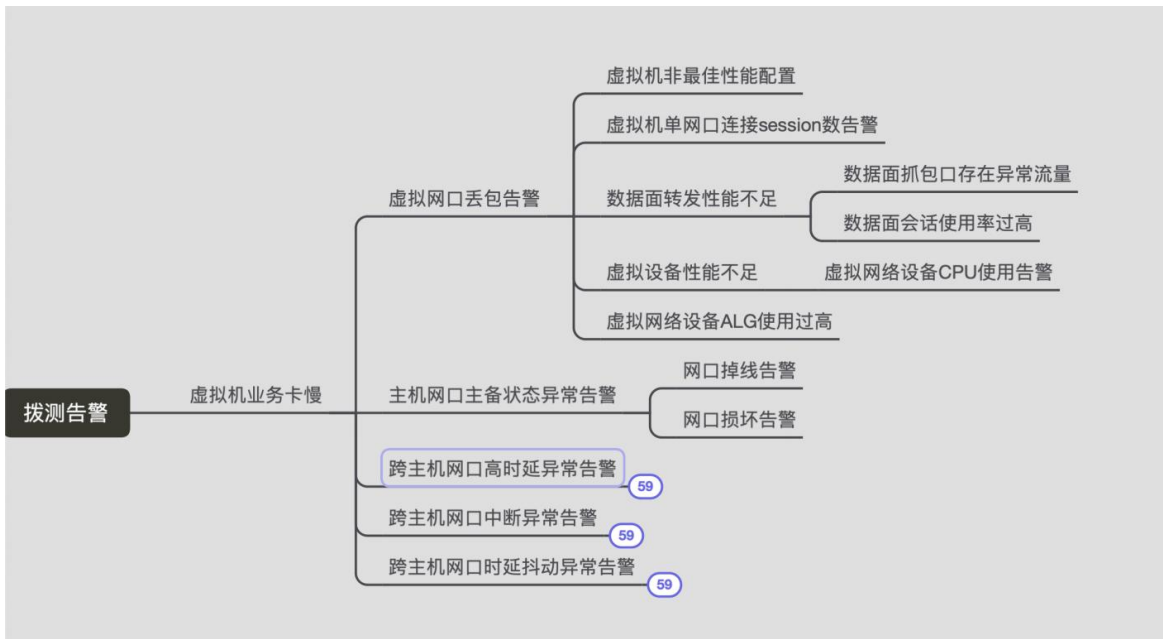 拨测告警
虚拟机业务卡慢
虚拟网口丢包告警
虚拟机非最佳性能配置
虚拟机单网口连接session数告警
数据面转发性能不足
数据面抓包口存在异常流量
数据面会话使用率过高
虚拟设备性能不足
虚拟网络设备CPU使用告警
虚拟网络设备ALG使用过高
主机网口主备状态异常告警
网口掉线告警
网口损坏告警
跨主机网口高时延异常告警
59
跨主机网口中断异常告警
59
跨主机网口时延抖动异常告警
59